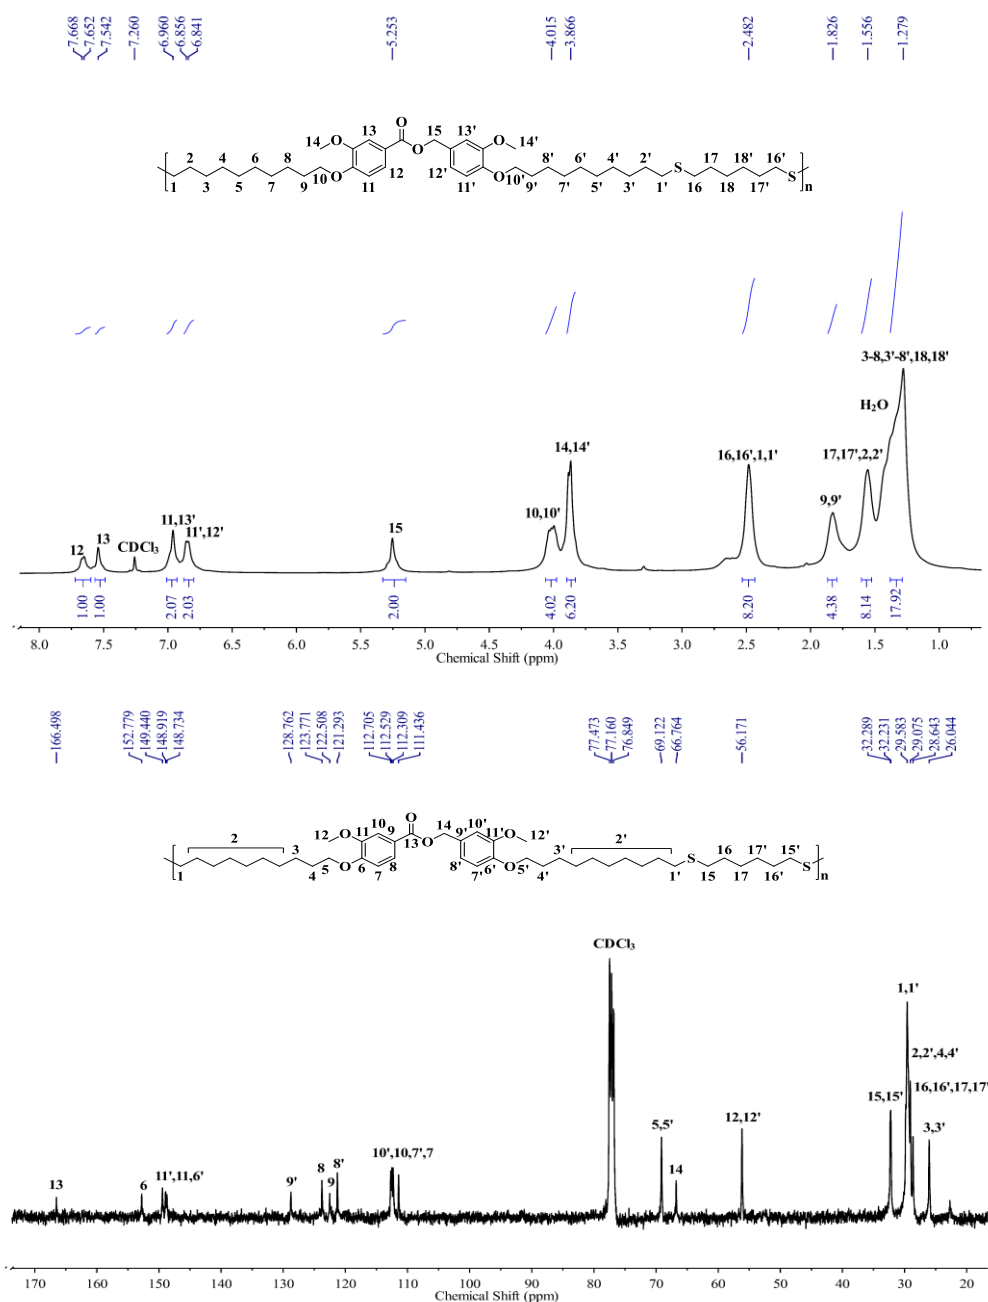 7.668 7.652 7.542 7.260 6.960 6.856 6.841 5.253 4.015 3.866 2.482 1.826 1.556 1.279
14 O 13 O 15 13' O 14'
2 4 6 8 O 12 O 12' O 8' 6' 4' 2' S 17 18' 16'
1 3 5 7 9 10 11 11' 10' 9' 7' 5' 3' 1' 16 18 17' S n
3-8,3'-8',18,18'
H₂O
14,14' 16,16',1,1' 17,17',2,2'
10,10' 9,9'
12 13 CDCl₃ 11,13' 11',12' 15
1.00 1.00 2.07 2.03 2.00 4.02 6.20 8.20 4.38 8.14 17.92
8.0 7.5 7.0 6.5 6.0 5.5 5.0 4.5 4.0 3.5 3.0 2.5 2.0 1.5 1.0
Chemical Shift (ppm)
166.498 152.779 149.440 148.919 148.734 128.762 123.771 122.508 121.293 112.705 112.529 112.309 111.436 77.473 77.160 76.849 69.122 66.764 56.171 32.289 32.231 29.583 29.075 28.643 26.044
12 O 11 10 9 O 14 10' 11' O 12'
2 3 O 13 O 9' 3' 2' 16 17' 15'
1 4 5 6 7 8 8' 7' 6' O 5' 4' 1' S 15 17 16' S n
CDCl₃
1,1'
2,2',4,4'
15,15' 16,16',17,17'
5,5' 12,12' 3,3'
13 6 11',11,6' 9' 8 9 8' 10',10,7',7 14
170 160 150 140 130 120 110 100 90 80 70 60 50 40 30 20
Chemical Shift (ppm)